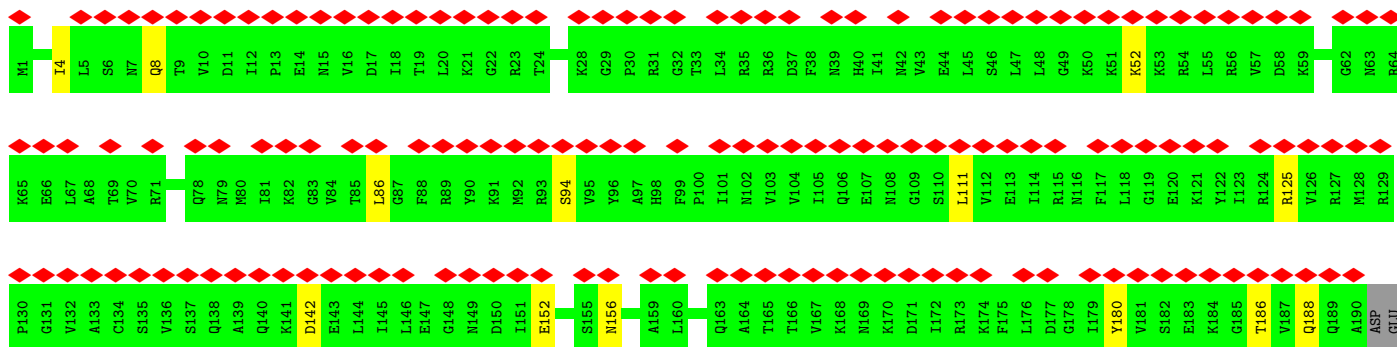 M1 I4 L5 S6 N7 Q8 T9 V10 D11 I12 P13 E14 N15 V16 D17 I18 T19 L20 K21 G22 R23 T24 K28 G29 P30 R31 G32 T33 L34 R35 R36 D37 F38 N39 H40 I41 N42 V43 E44 L45 S46 L47 L48 G49 K50 K51 K52 K53 R54 L55 R56 V57 D58 K59 G62 N63 R64
K65 E66 L67 A68 T69 V70 R71 Q78 N79 M80 I81 K82 G83 V84 T85 L86 G87 F88 R89 Y90 K91 M92 R93 S94 V95 Y96 A97 H98 F99 P100 I101 N102 V103 V104 I105 Q106 E107 N108 G109 S110 L111 V112 E113 I114 R115 N116 F117 L118 G119 E120 K121 Y122 I123 R124 R125 V126 R127 M128 R129
P130 G131 V132 A133 C134 S135 V136 S137 Q138 A139 Q140 K141 D142 E143 L144 I145 L146 E147 G148 N149 D150 I151 E152 S155 N156 A159 L160 Q163 A164 T165 T166 V167 K168 N169 K170 D171 I172 R173 K174 F175 L176 D177 G178 I179 Y180 V181 S182 E183 K184 G185 T186 V187 Q188 Q189 A190 ASP GLU